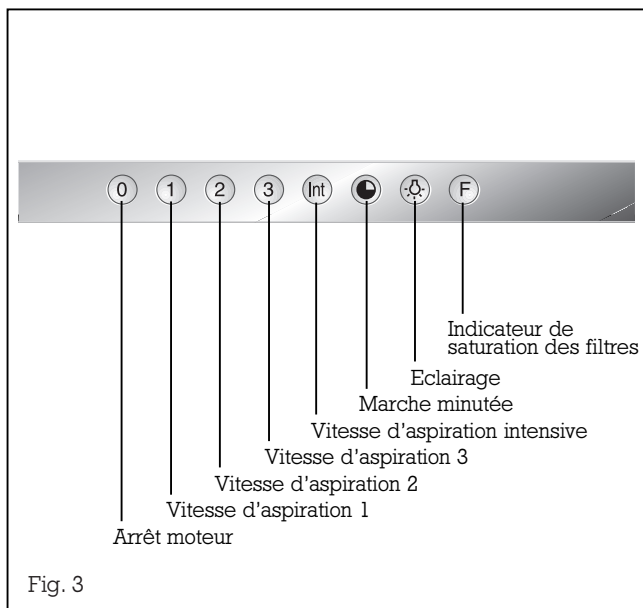 0 1 2 3 Int F
Indicateur de
saturation des filtres
Eclairage
Marche minutée
Vitesse d'aspiration intensive
Vitesse d'aspiration 3
Vitesse d'aspiration 2
Vitesse d'aspiration 1
Arrêt moteur
Fig. 3